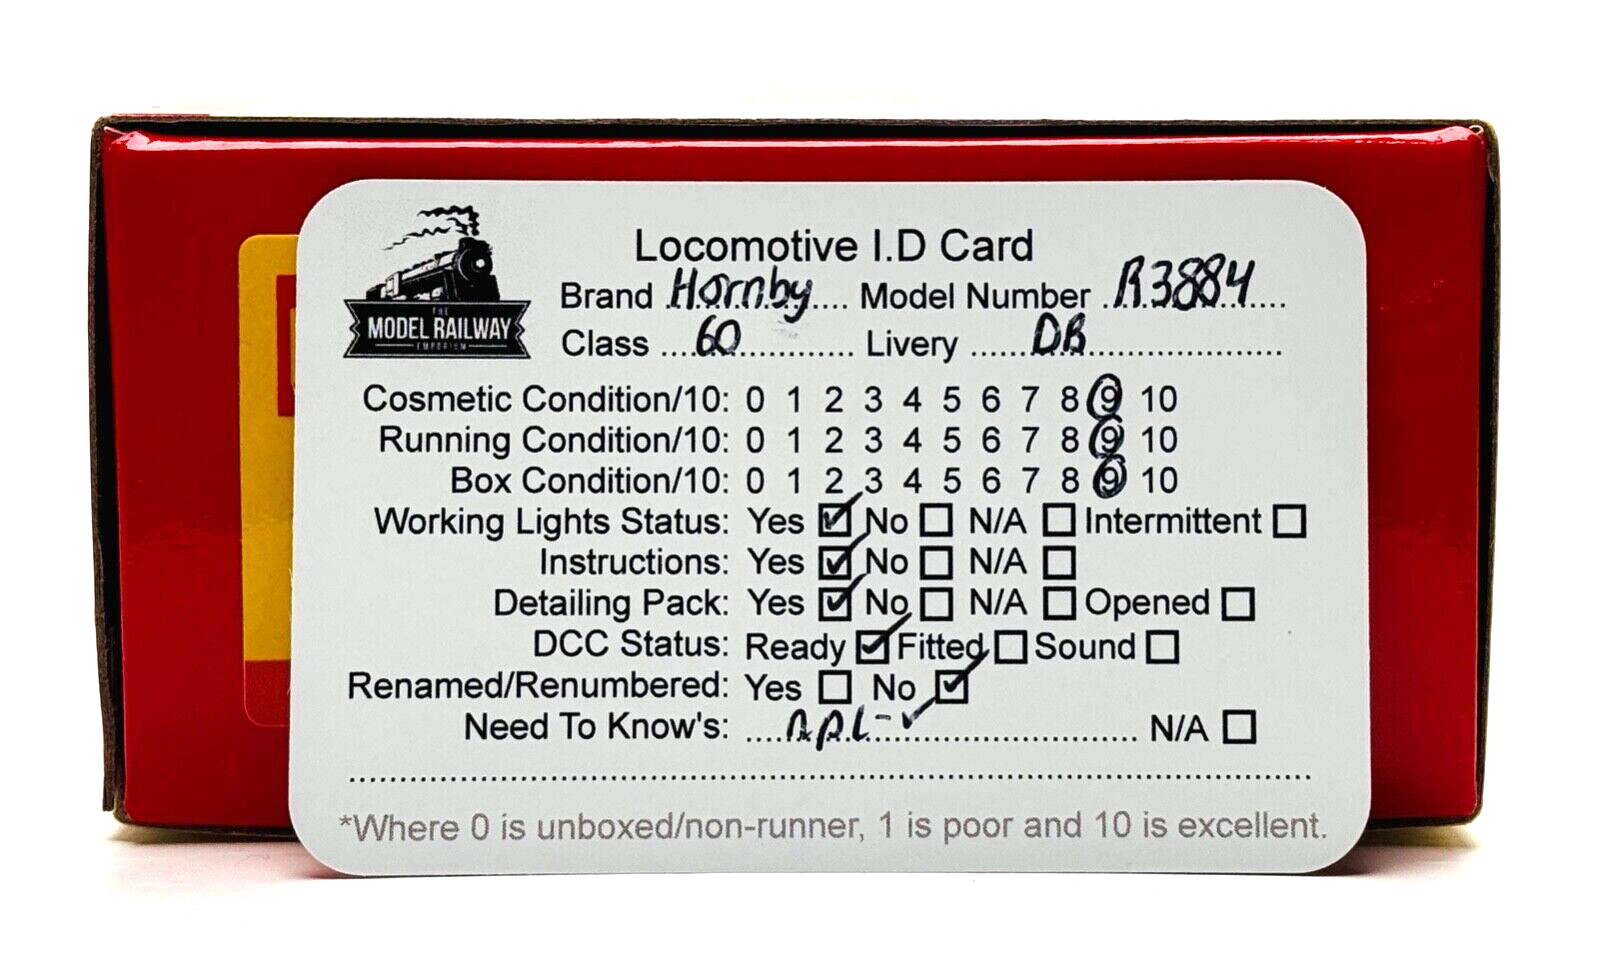 THE
MODEL RAILWAY
EMPORIUM
Locomotive I.D Card
Brand Hornby Model Number R3884
Class 60 Livery DB
Cosmetic Condition/10: 0 1 2 3 4 5 6 7 8 9 10
Running Condition/10: 0 1 2 3 4 5 6 7 8 9 10
Box Condition/10: 0 1 2 3 4 5 6 7 8 9 10
Working Lights Status: Yes ☑ No ☐ N/A ☐ Intermittent ☐
Instructions: Yes ☑ No ☐ N/A ☐
Detailing Pack: Yes ☑ No ☐ N/A ☐ Opened ☐
DCC Status: Ready ☑ Fitted ☐ Sound ☐
Renamed/Renumbered: Yes ☐ No ☑
Need To Know's: N/A ☐
*Where 0 is unboxed/non-runner, 1 is poor and 10 is excellent.